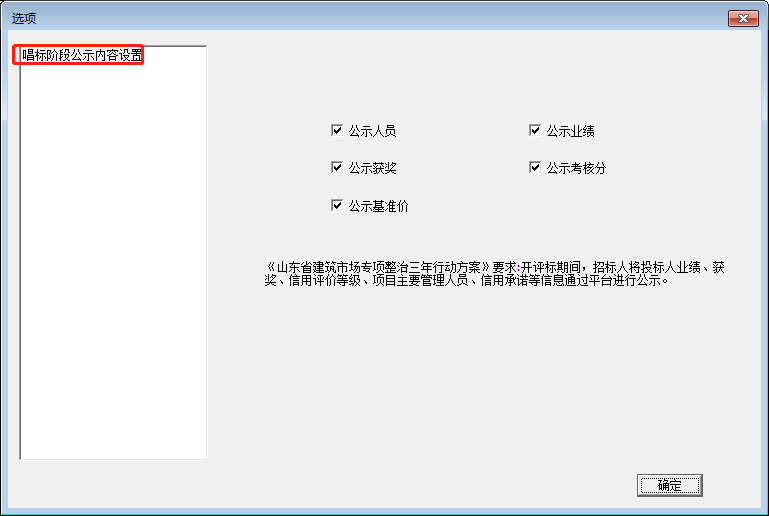 选项
唱标阶段公示内容设置
公示人员
公示业绩
公示获奖
公示考核分
公示基准价
《山东省建筑市场专项整治三年行动方案》要求:开评标期间，招标人将投标人业绩、获
奖、信用评价等级、项目主要管理人员、信用承诺等信息通过平台进行公示。
确定